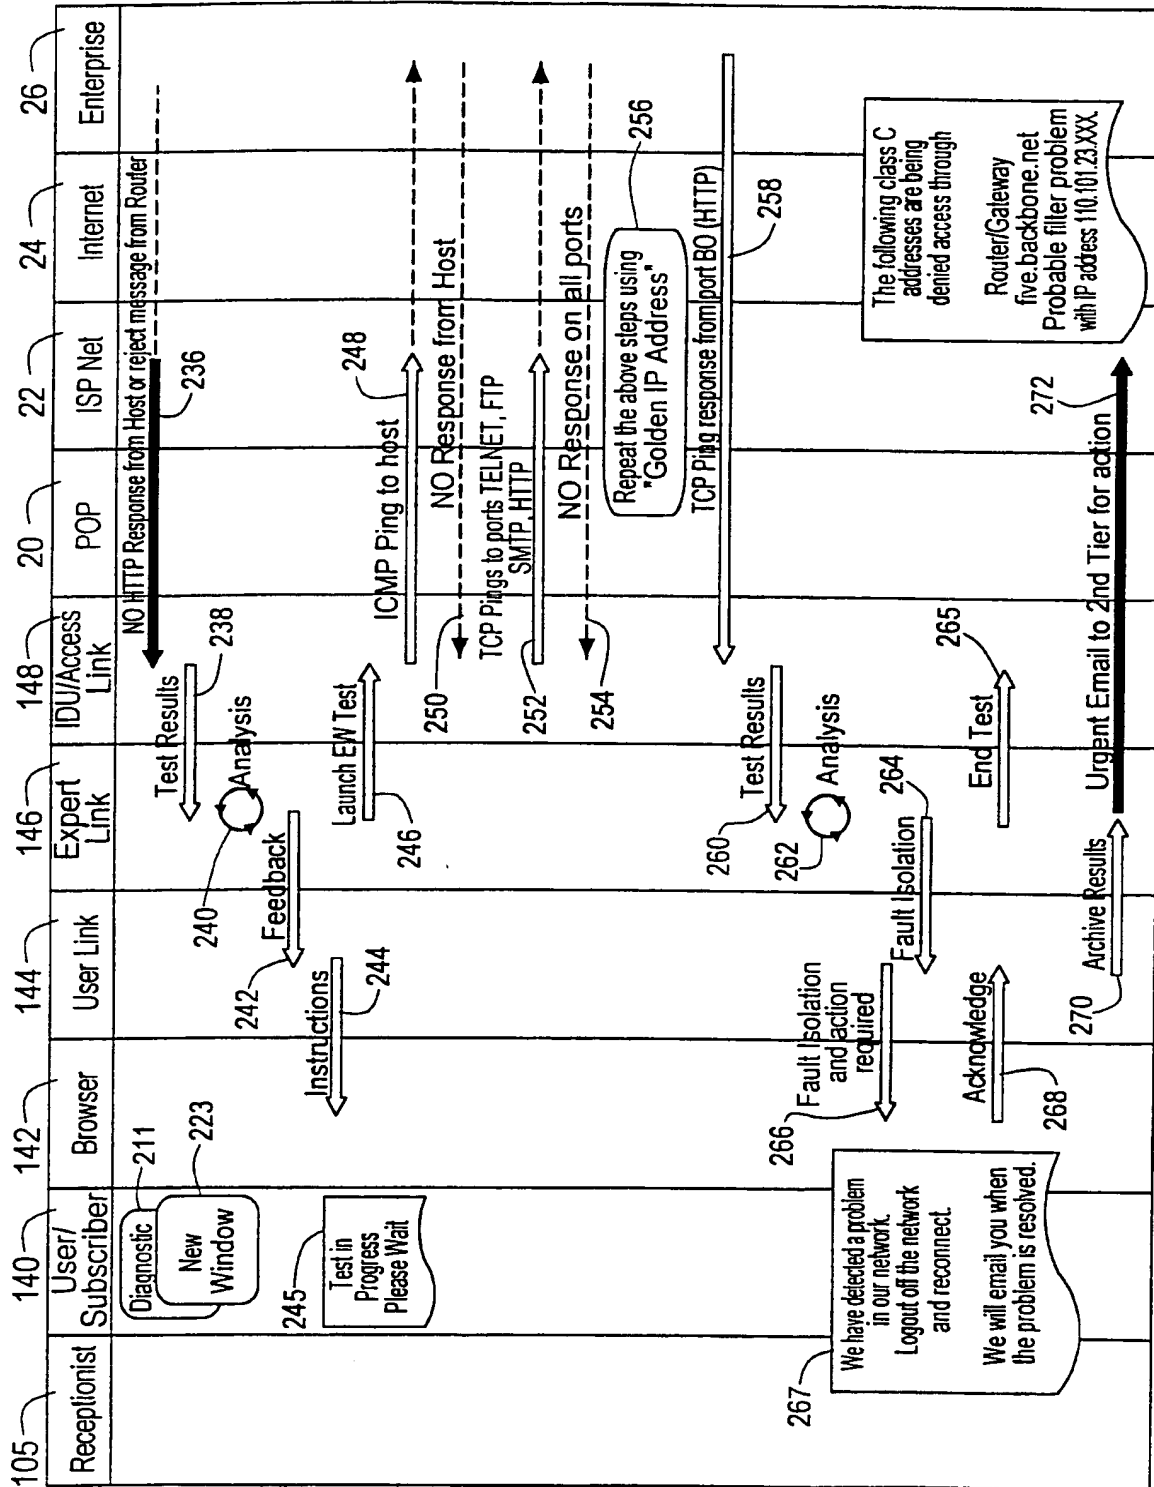 105
Receptionist
140
User/
Subscriber
142
Browser
144
User Link
146
Expert
Link
148
IDU/Access
Link
20
POP
22
ISP Net
24
Internet
26
Enterprise
Diagnostic
211
New
Window
223
NO HTTP Response from Host or reject message from Router
236
Test Results
238
Analysis
240
Feedback
242
Instructions
244
Test in
Progress
Please Wait
245
Launch EW Test
246
ICMP Ping to host
248
NO Response from Host
250
TCP Pings to ports TELNET, FTP
SMTP, HTTP
252
NO Response on all ports
254
Repeat the above steps using
"Golden IP Address"
256
TCP Ping response from port BO (HTTP)
258
Test Results
260
Analysis
262
Fault Isolation
264
End Test
265
Fault Isolation
and action
required
266
We have detected a problem
in our network.
Logout off the network
and reconnect.
We will email you when
the problem is resolved.
267
Acknowledge
268
Archive Results
270
Urgent Email to 2nd Tier for action
272
The following class C
addresses are being
denied access through
Router/Gateway
five.backbone.net
Probable filter problem
with IP address 110.101.23.XXX.